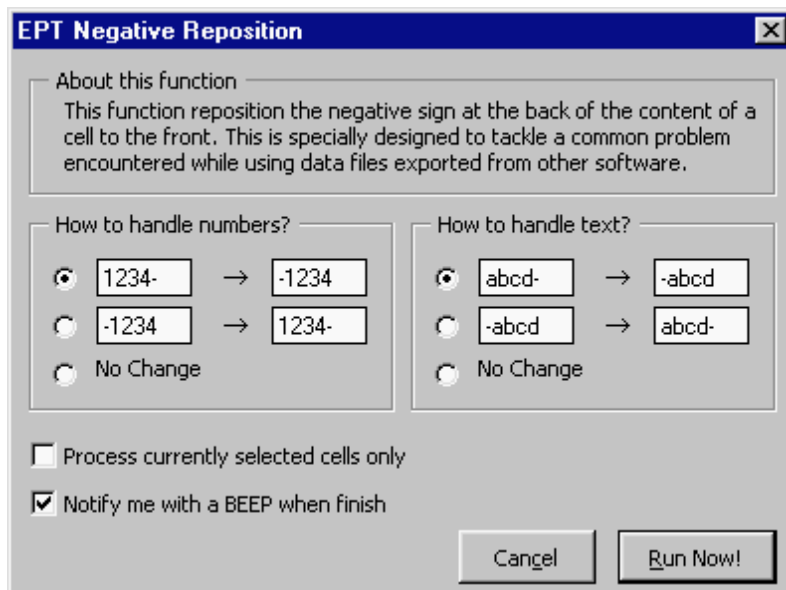 EPT Negative Reposition
About this function
This function reposition the negative sign at the back of the content of a
cell to the front. This is specially designed to tackle a common problem
encountered while using data files exported from other software.
How to handle numbers?
1234- → -1234
-1234 → 1234-
No Change
How to handle text?
abcd- → -abcd
-abcd → abcd-
No Change
Process currently selected cells only
Notify me with a BEEP when finish
Cancel
Run Now!